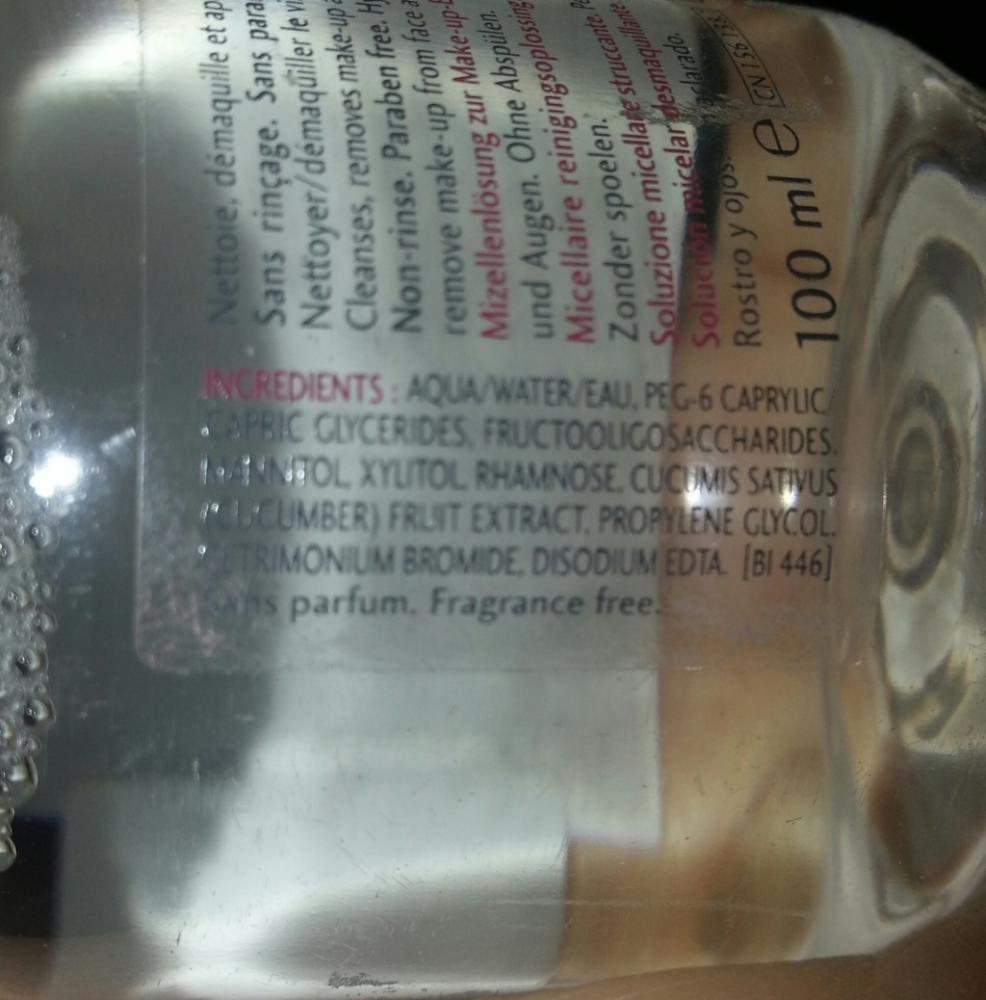 Nettoie, démaquille et
Sans rinçage. Sans
Nettoyer/démaquiller le
Cleanses, removes make-up
Non-rinse. Paraben free.
remove make-up from face
Mizellenlösung zur Make-up-
und Augen. Ohne Abspülen.
Micellaire reinigingsoplossing
Zonder spoelen.
Soluzione micellare struccante.
Solución micelar desmaquillante
Rostro y ojos.
100 ml e
INGREDIENTS : AQUA/WATER/EAU, PEG-6 CAPRYLIC/
CAPRIC GLYCERIDES, FRUCTOOLIGOSACCHARIDES.
MANNITOL, XYLITOL, RHAMNOSE, CUCUMIS SATIVUS
(CUCUMBER) FRUIT EXTRACT, PROPYLENE GLYCOL.
CETRIMONIUM BROMIDE, DISODIUM EDTA. [BI 446]
Sans parfum. Fragrance free.